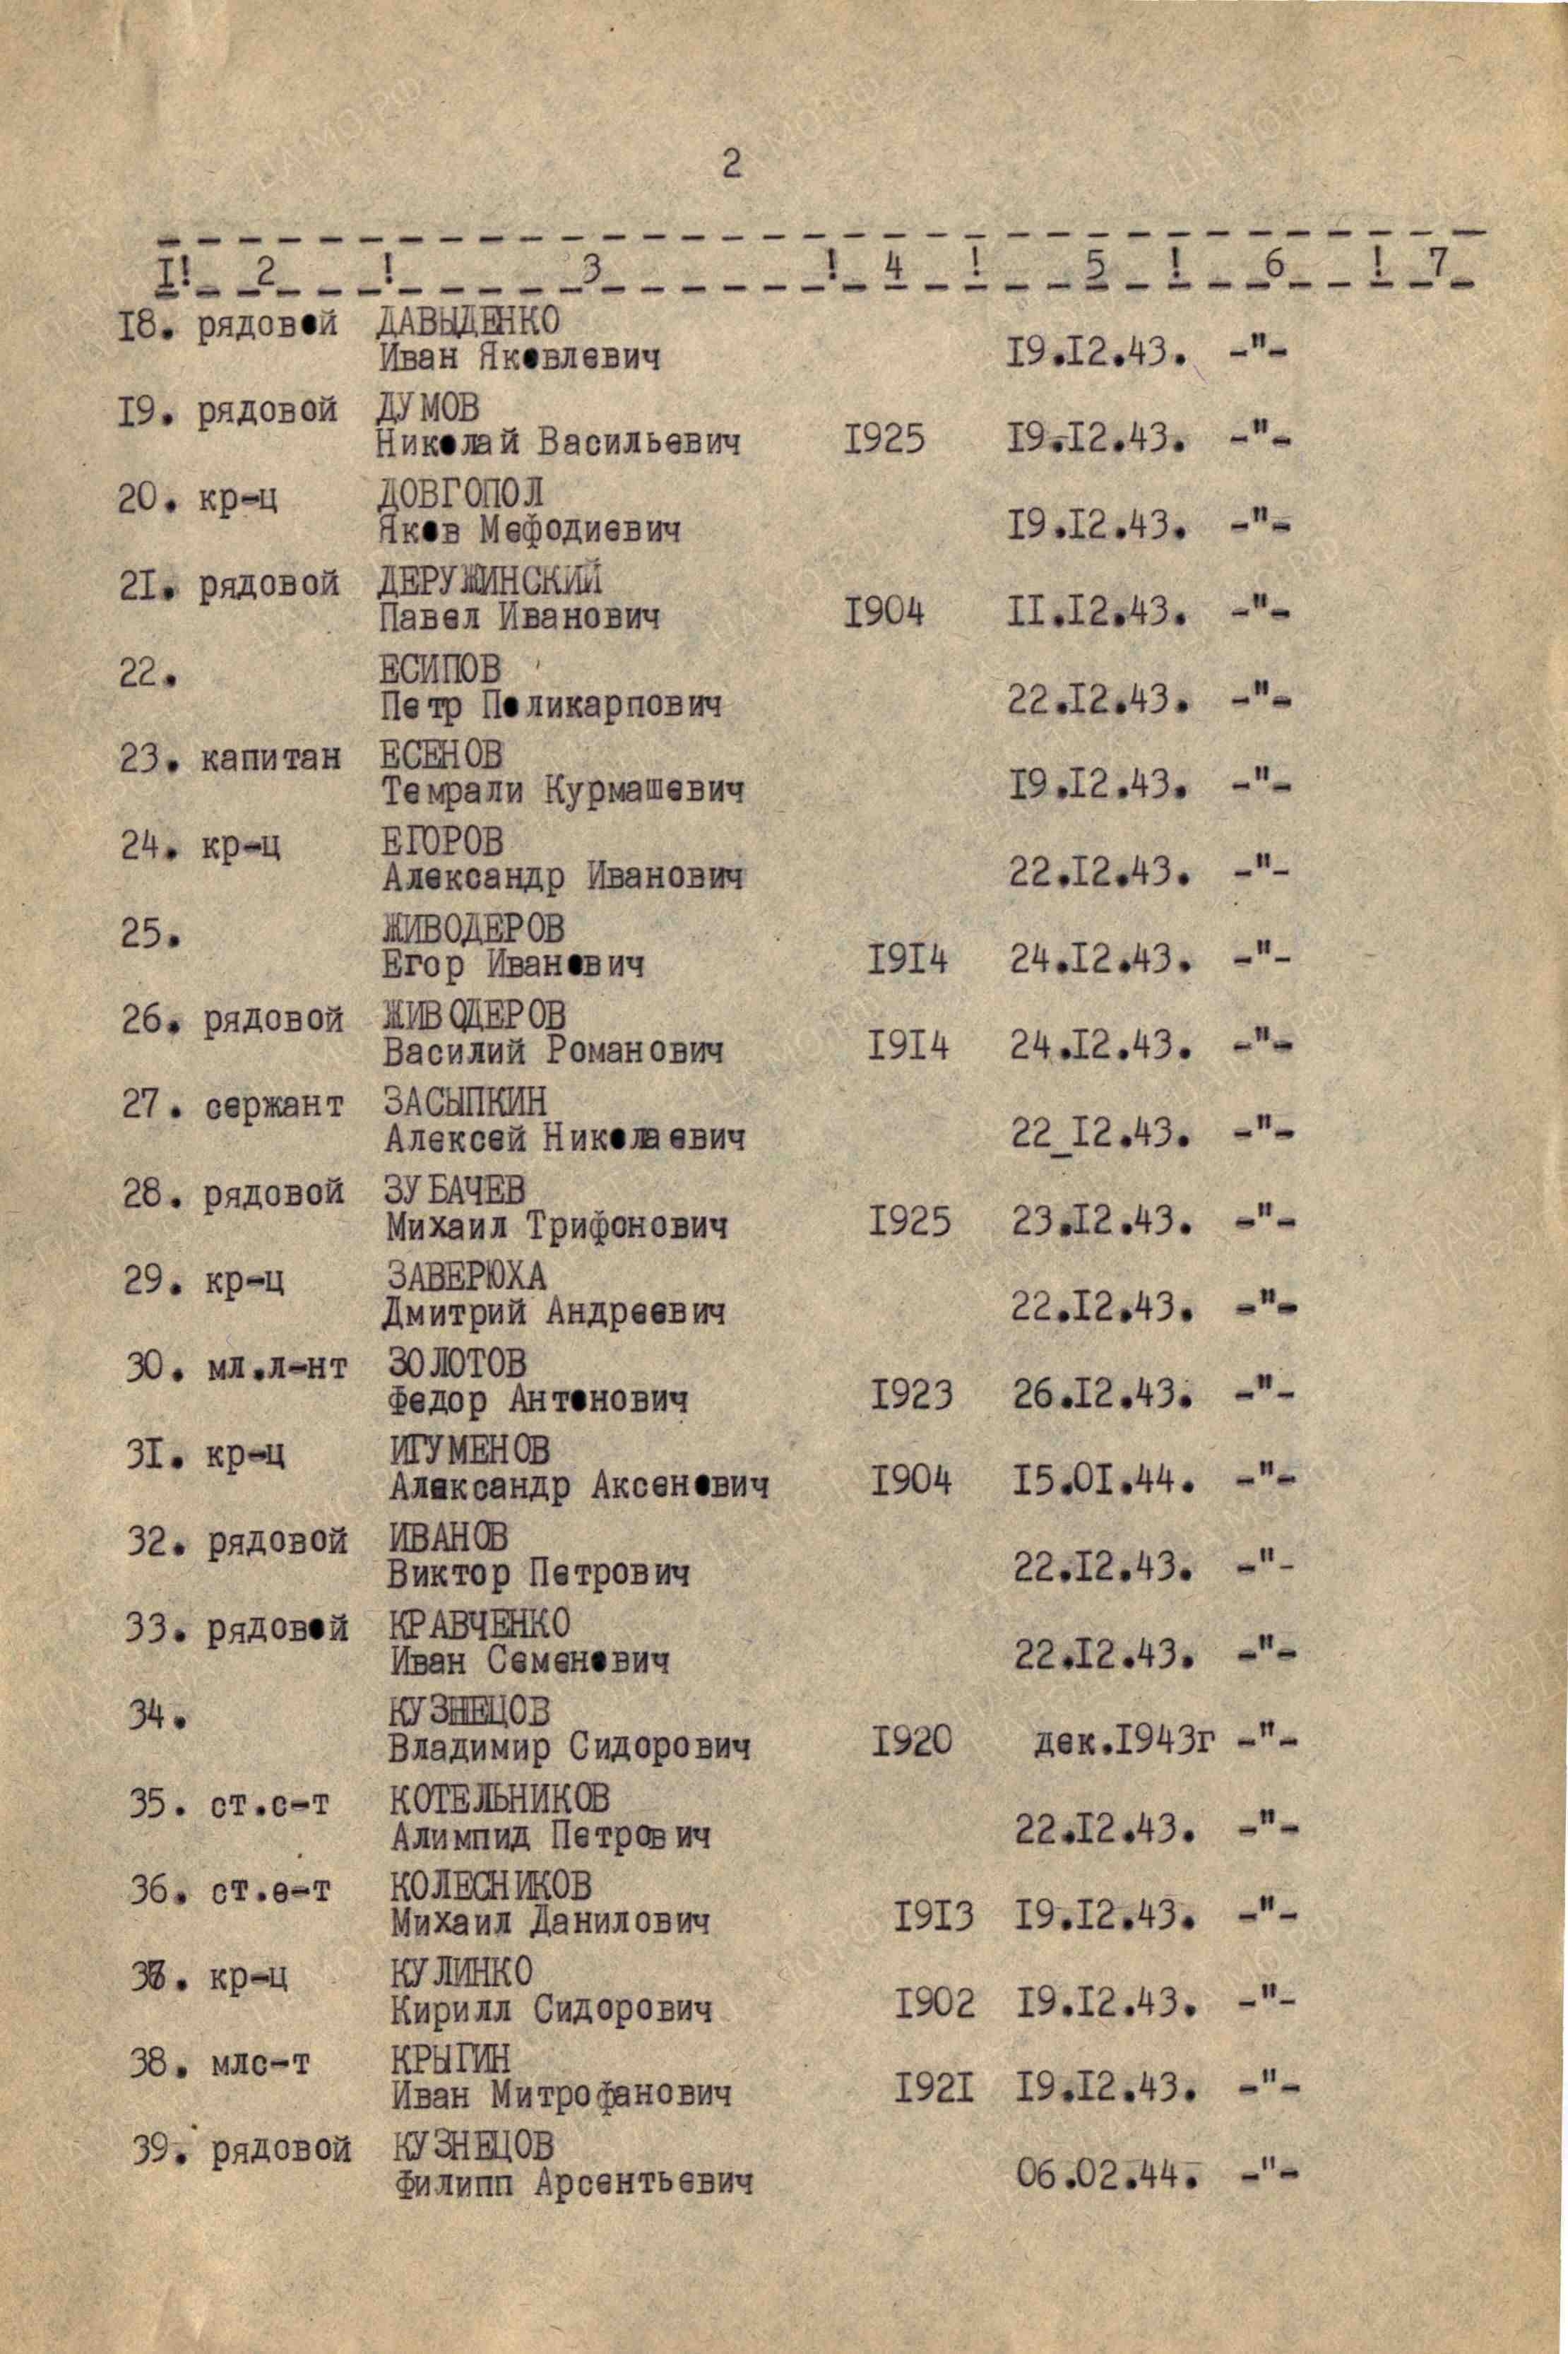 2
I! 2 ! 3 ! 4 ! 5 ! 6 ! 7
18. рядовой ДАВЫДЕНКО
Иван Яковлевич 19.12.43. -"-
19. рядовой ДУМОВ
Николай Васильевич 1925 19.12.43. -"-
20. кр-ц ДОВГОПОЛ
Яков Мефодиевич 19.12.43. -"-
21. рядовой ДЕРУЖИНСКИЙ
Павел Иванович 1904 11.12.43. -"-
22. ЕСИПОВ
Петр Поликарпович 22.12.43. -"-
23. капитан ЕСЕНОВ
Темрали Курмашевич 19.12.43. -"-
24. кр-ц ЕГОРОВ
Александр Иванович 22.12.43. -"-
25. ЖИВОДЕРОВ
Егор Иванович 1914 24.12.43. -"-
26. рядовой ЖИВОДЕРОВ
Василий Романович 1914 24.12.43. -"-
27. сержант ЗАСЫПКИН
Алексей Николаевич 22_12.43. -"-
28. рядовой ЗУБАЧЕВ
Михаил Трифонович 1925 23.12.43. -"-
29. кр-ц ЗАВЕРЮХА
Дмитрий Андреевич 22.12.43. -"-
30. мл.л-нт ЗОЛОТОВ
Федор Антонович 1923 26.12.43. -"-
31. кр-ц ИГУМЕНОВ
Александр Аксенович 1904 15.01.44. -"-
32. рядовой ИВАНОВ
Виктор Петрович 22.12.43. -"-
33. рядовой КРАВЧЕНКО
Иван Семенович 22.12.43. -"-
34. КУЗНЕЦОВ
Владимир Сидорович 1920 дек.1943г -"-
35. ст.с-т КОТЕЛЬНИКОВ
Алимпид Петрович 22.12.43. -"-
36. ст.с-т КОЛЕСНИКОВ
Михаил Данилович 1913 19.12.43. -"-
37. кр-ц КУЛИНКО
Кирилл Сидорович 1902 19.12.43. -"-
38. млс-т КРЫГИН
Иван Митрофанович 1921 19.12.43. -"-
39. рядовой КУЗНЕЦОВ
Филипп Арсентьевич 06.02.44. -"-